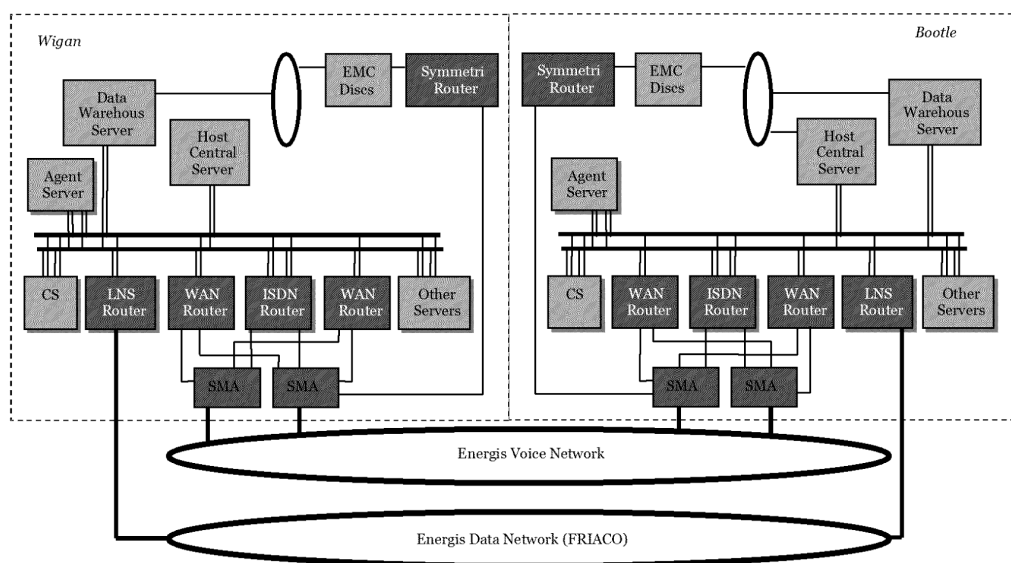 Wigan
Bootle
EMC
Discs
Symmetri
Router
Symmetri
Router
EMC
Discs
Data
Warehous
Server
Data
Warehous
Server
Host
Central
Server
Host
Central
Server
Agent
Server
Agent
Server
CS
LNS
Router
WAN
Router
ISDN
Router
WAN
Router
Other
Servers
CS
WAN
Router
ISDN
Router
WAN
Router
LNS
Router
Other
Servers
SMA
SMA
SMA
SMA
Energis Voice Network
Energis Data Network (FRIACO)